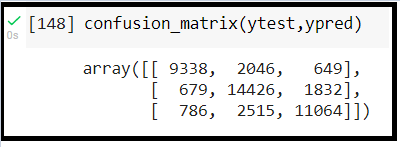 [148] confusion_matrix(ytest,ypred)
0s
array([[ 9338, 2046, 649],
[ 679, 14426, 1832],
[ 786, 2515, 11064]])